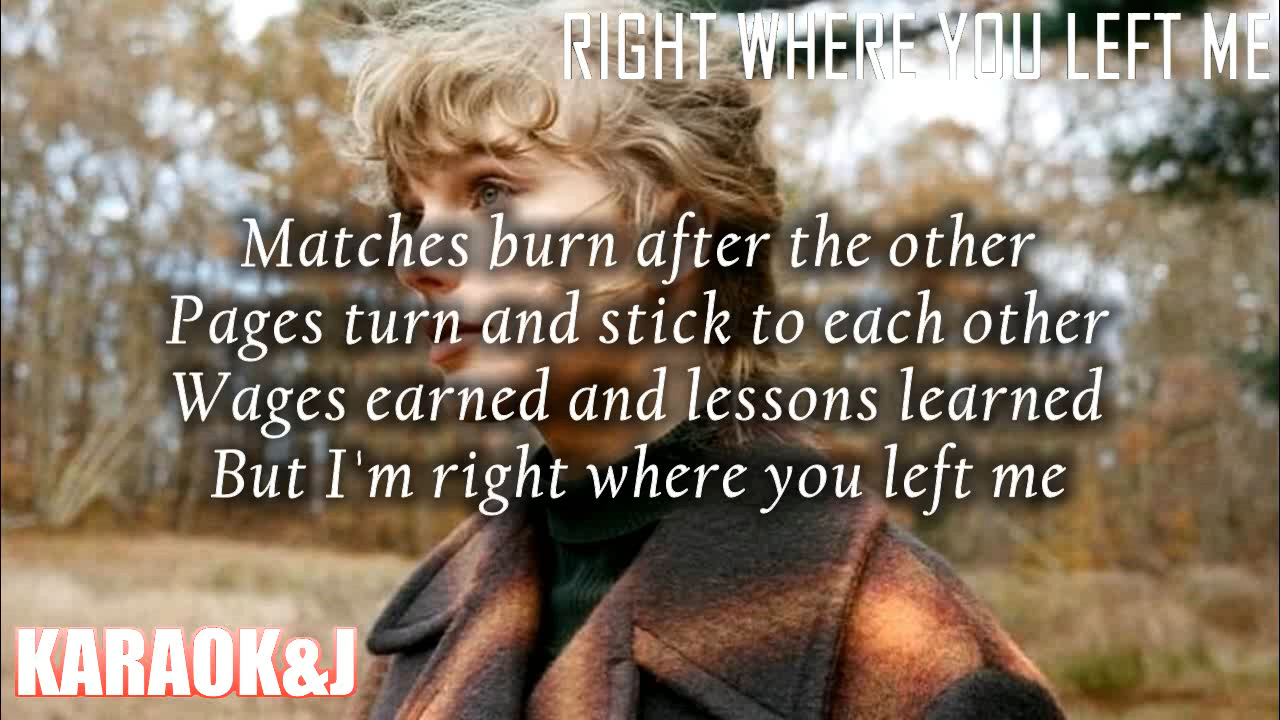 RIGHT WHERE YOU LEFT ME
Matches burn after the other
Pages turn and stick to each other
Wages earned and lessons learned
But I'm right where you left me
KARAOK&J